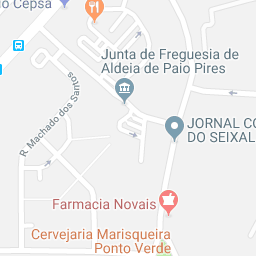 o Cepsa
Junta de Freguesia de
Aldeia de Paio Pires
R. Machado dos Santos
JORNAL CO
DO SEIXAL
Farmacia Novais
Cervejaria Marisqueira
Ponto Verde